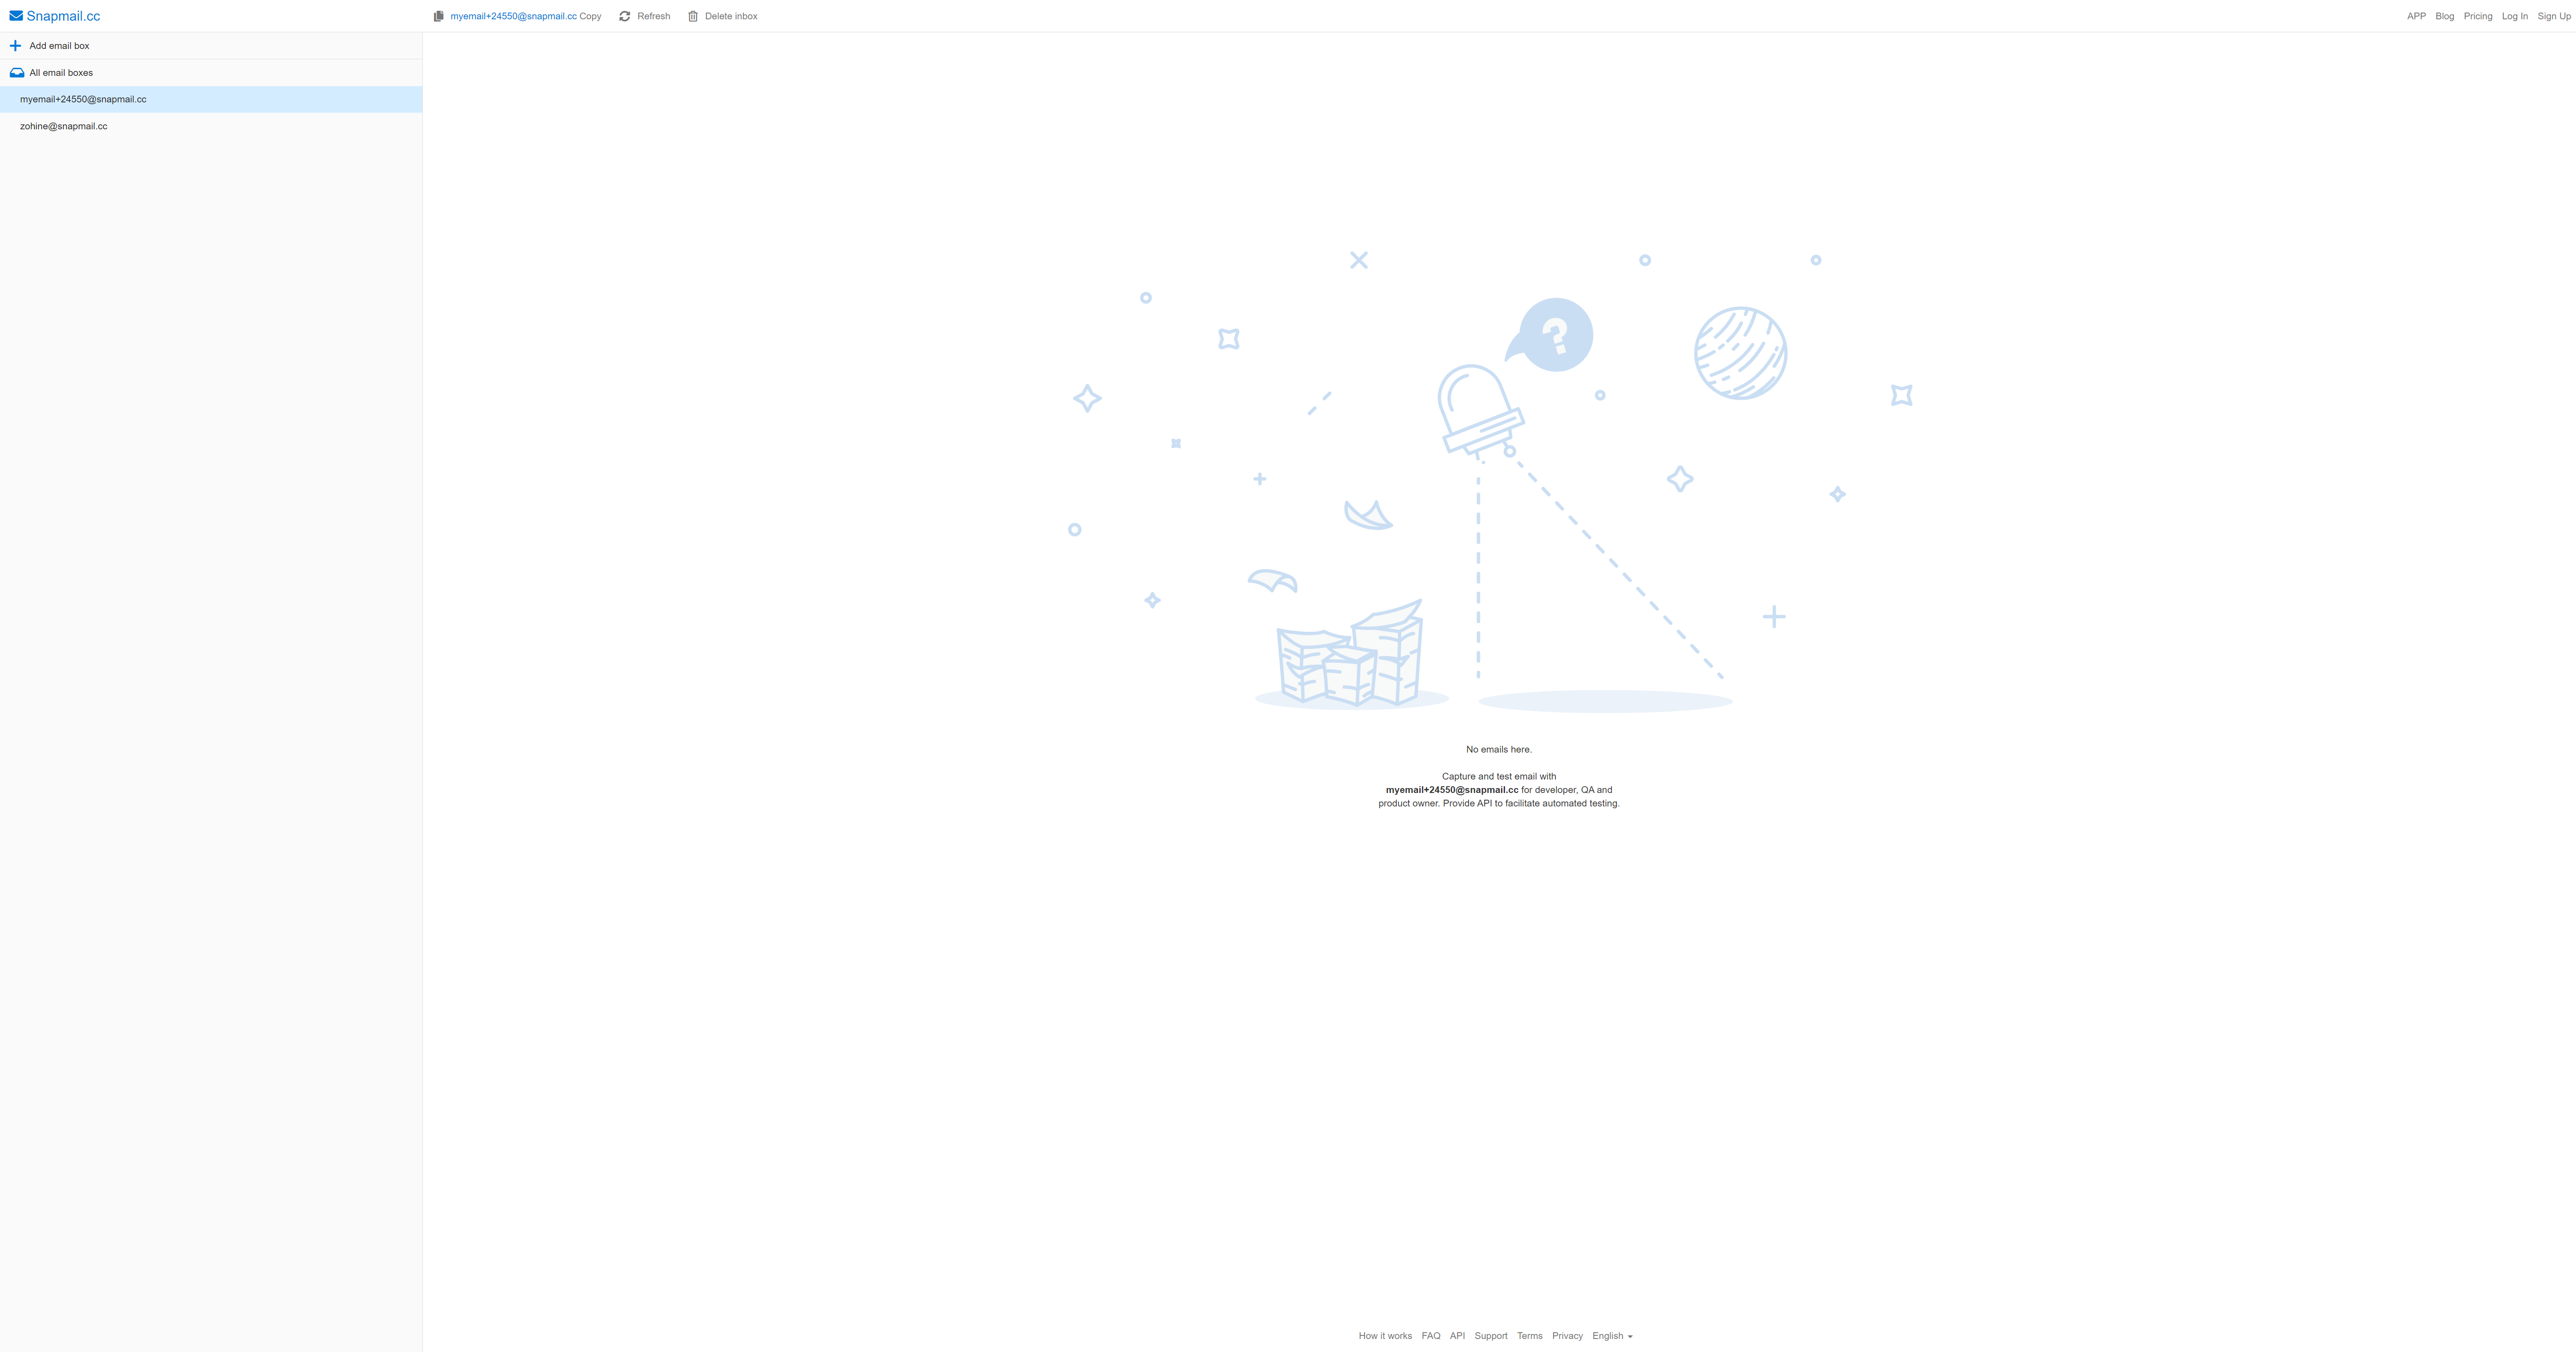 Snapmail.cc
myemail+24550@snapmail.cc Copy
Refresh
Delete inbox
APP
Blog
Pricing
Log In
Sign Up
Add email box
All email boxes
myemail+24550@snapmail.cc
zohine@snapmail.cc
?
No emails here.
Capture and test email with
myemail+24550@snapmail.cc for developer, QA and
product owner. Provide API to facilitate automated testing.
How it works
FAQ
API
Support
Terms
Privacy
English